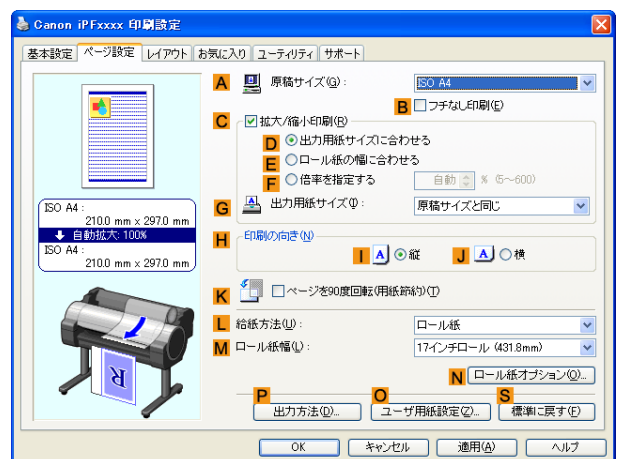 Canon iPFxxxx 印刷設定
基本設定 ページ設定 レイアウト お気に入り ユーティリティ サポート
A 原稿サイズ(G): ISO A4
B フチなし印刷(E)
C 拡大/縮小印刷(R)
D 出力用紙サイズに合わせる
E ロール紙の幅に合わせる
F 倍率を指定する 自動 % (5～600)
G 出力用紙サイズ(I): 原稿サイズと同じ
ISO A4 :
210.0 mm x 297.0 mm
自動拡大: 100%
ISO A4 :
210.0 mm x 297.0 mm
H 印刷の向き(N)
I A 縦 J A 横
K ページを90度回転(用紙節約)(T)
L 給紙方法(U): ロール紙
M ロール紙幅(L): 17インチロール (431.8mm)
R
N ロール紙オプション(Q)...
P O S
出力方法(D)... ユーザ用紙設定(Z)... 標準に戻す(F)
OK キャンセル 適用(A) ヘルプ